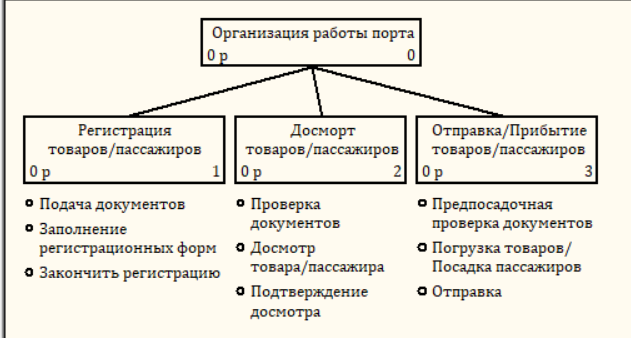 Организация работы порта
0 р 0
Регистрация
товаров/пассажиров
0 р 1
Досморт
товаров/пассажиров
0 р 2
Отправка/Прибытие
товаров/пассажиров
0 р 3
Подача документов
Заполнение
регистрационных форм
Закончить регистрацию
Проверка
документов
Досмотр
товара/пассажира
Подтверждение
досмотра
Предпосадочная
проверка документов
Погрузка товаров/
Посадка пассажиров
Отправка